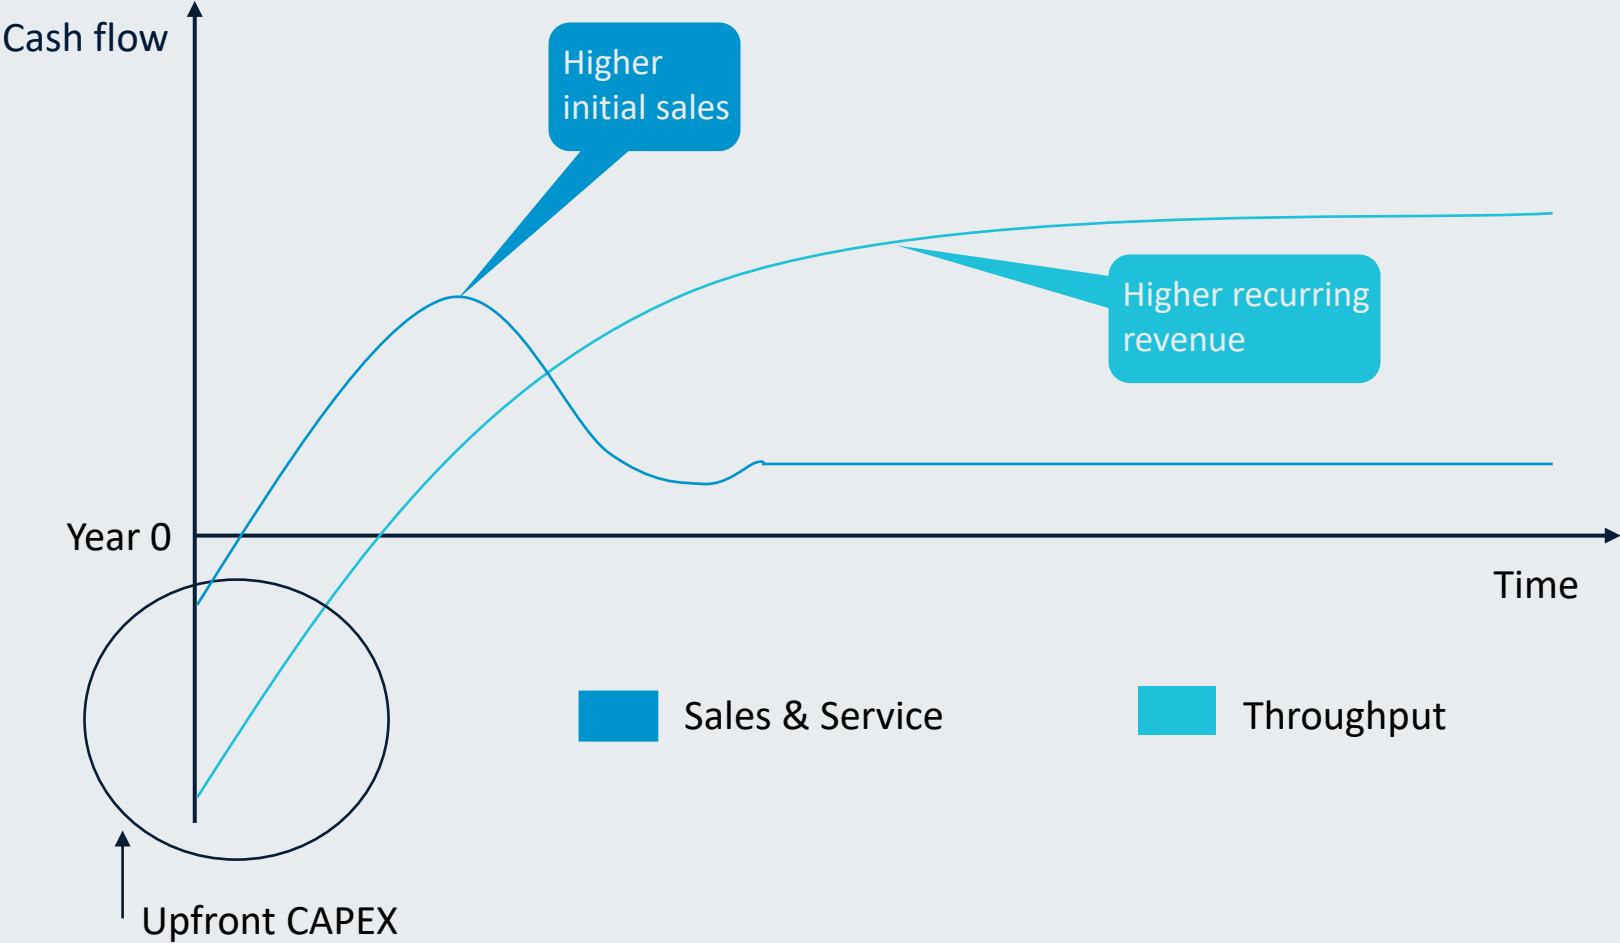 Cash flow
Higher
initial sales
Higher recurring
revenue
Year 0
Time
Sales & Service
Throughput
Upfront CAPEX